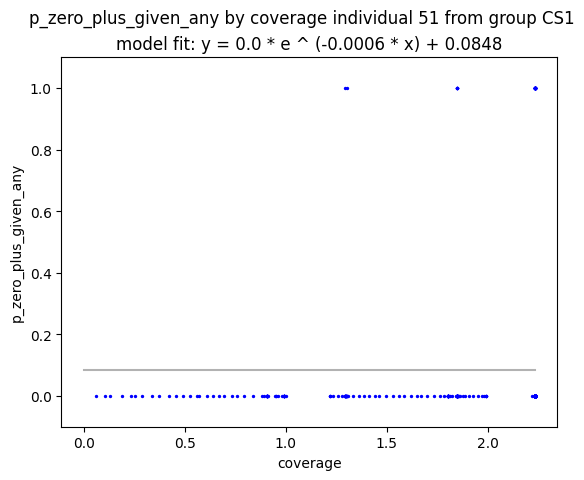 p_zero_plus_given_any by coverage individual 51 from group CS1
model fit: y = 0.0 * e ^ (-0.0006 * x) + 0.0848
1.0
0.8
0.6
0.4
0.2
0.0
p_zero_plus_given_any
0.0 0.5 1.0 1.5 2.0
coverage